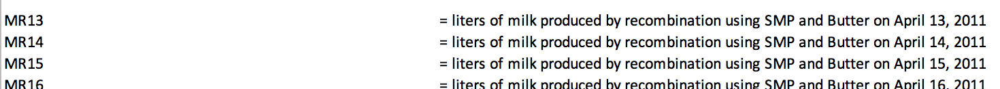 MR13 = liters of milk produced by recombination using SMP and Butter on April 13, 2011
MR14 = liters of milk produced by recombination using SMP and Butter on April 14, 2011
MR15 = liters of milk produced by recombination using SMP and Butter on April 15, 2011
MR16 = liters of milk produced by recombination using SMP and Butter on April 16, 2011